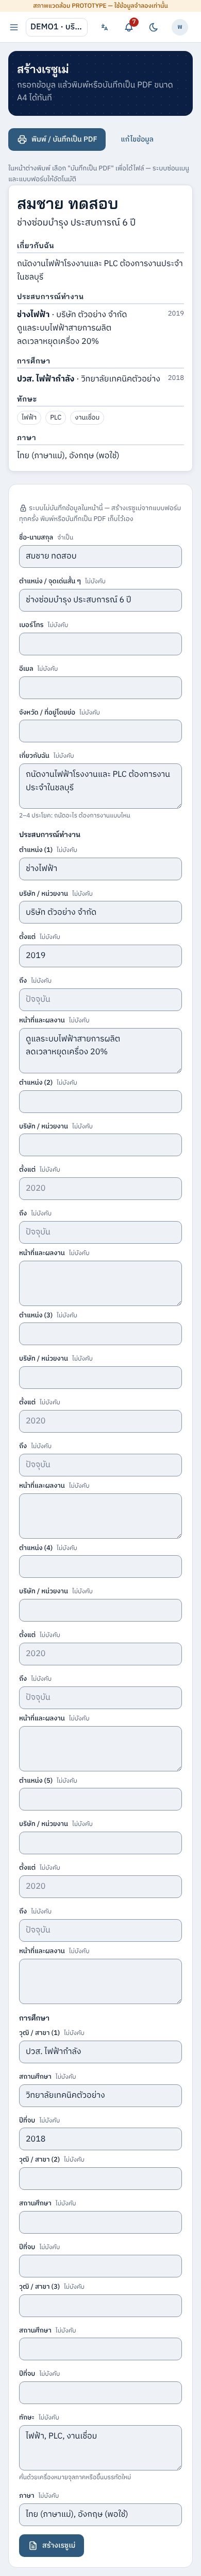 สภาพแวดล้อม PROTOTYPE — ใช้ข้อมูลจำลองเท่านั้น
DEMO1 · บริ...
7
สร้างเรซูเม่
กรอกข้อมูล แล้วพิมพ์หรือบันทึกเป็น PDF ขนาด
A4 ได้ทันที
พิมพ์ / บันทึกเป็น PDF
แก้ไขข้อมูล
ในหน้าต่างพิมพ์ เลือก "บันทึกเป็น PDF" เพื่อได้ไฟล์ — ระบบซ่อนเมนู
และแบบฟอร์มให้อัตโนมัติ
สมชาย ทดสอบ
ช่างซ่อมบำรุง ประสบการณ์ 6 ปี
เกี่ยวกับฉัน
ถนัดงานไฟฟ้าโรงงานและ PLC ต้องการงานประจำ
ในชลบุรี
ประสบการณ์ทำงาน
ช่างไฟฟ้า · บริษัท ตัวอย่าง จำกัด 2019
ดูแลระบบไฟฟ้าสายการผลิต
ลดเวลาหยุดเครื่อง 20%
การศึกษา
ปวส. ไฟฟ้ากำลัง · วิทยาลัยเทคนิคตัวอย่าง 2018
ทักษะ
ไฟฟ้า PLC งานเชื่อม
ภาษา
ไทย (ภาษาแม่), อังกฤษ (พอใช้)
ระบบไม่บันทึกข้อมูลในหน้านี้ — สร้างเรซูเม่จากแบบฟอร์ม
ทุกครั้ง พิมพ์หรือบันทึกเป็น PDF เก็บไว้เอง
ชื่อ-นามสกุล จำเป็น
สมชาย ทดสอบ
ตำแหน่ง / จุดเด่นสั้น ๆ ไม่บังคับ
ช่างซ่อมบำรุง ประสบการณ์ 6 ปี
เบอร์โทร ไม่บังคับ
อีเมล ไม่บังคับ
จังหวัด / ที่อยู่โดยย่อ ไม่บังคับ
เกี่ยวกับฉัน ไม่บังคับ
ถนัดงานไฟฟ้าโรงงานและ PLC ต้องการงาน
ประจำในชลบุรี
2–4 ประโยค: ถนัดอะไร ต้องการงานแบบไหน
ประสบการณ์ทำงาน
ตำแหน่ง (1) ไม่บังคับ
ช่างไฟฟ้า
บริษัท / หน่วยงาน ไม่บังคับ
บริษัท ตัวอย่าง จำกัด
ตั้งแต่ ไม่บังคับ
2019
ถึง ไม่บังคับ
ปัจจุบัน
หน้าที่และผลงาน ไม่บังคับ
ดูแลระบบไฟฟ้าสายการผลิต
ลดเวลาหยุดเครื่อง 20%
ตำแหน่ง (2) ไม่บังคับ
บริษัท / หน่วยงาน ไม่บังคับ
ตั้งแต่ ไม่บังคับ
2020
ถึง ไม่บังคับ
ปัจจุบัน
หน้าที่และผลงาน ไม่บังคับ
ตำแหน่ง (3) ไม่บังคับ
บริษัท / หน่วยงาน ไม่บังคับ
ตั้งแต่ ไม่บังคับ
2020
ถึง ไม่บังคับ
ปัจจุบัน
หน้าที่และผลงาน ไม่บังคับ
ตำแหน่ง (4) ไม่บังคับ
บริษัท / หน่วยงาน ไม่บังคับ
ตั้งแต่ ไม่บังคับ
2020
ถึง ไม่บังคับ
ปัจจุบัน
หน้าที่และผลงาน ไม่บังคับ
ตำแหน่ง (5) ไม่บังคับ
บริษัท / หน่วยงาน ไม่บังคับ
ตั้งแต่ ไม่บังคับ
2020
ถึง ไม่บังคับ
ปัจจุบัน
หน้าที่และผลงาน ไม่บังคับ
การศึกษา
วุฒิ / สาขา (1) ไม่บังคับ
ปวส. ไฟฟ้ากำลัง
สถานศึกษา ไม่บังคับ
วิทยาลัยเทคนิคตัวอย่าง
ปีที่จบ ไม่บังคับ
2018
วุฒิ / สาขา (2) ไม่บังคับ
สถานศึกษา ไม่บังคับ
ปีที่จบ ไม่บังคับ
วุฒิ / สาขา (3) ไม่บังคับ
สถานศึกษา ไม่บังคับ
ปีที่จบ ไม่บังคับ
ทักษะ ไม่บังคับ
ไฟฟ้า, PLC, งานเชื่อม
คั่นด้วยเครื่องหมายจุลภาคหรือขึ้นบรรทัดใหม่
ภาษา ไม่บังคับ
ไทย (ภาษาแม่), อังกฤษ (พอใช้)
สร้างเรซูเม่